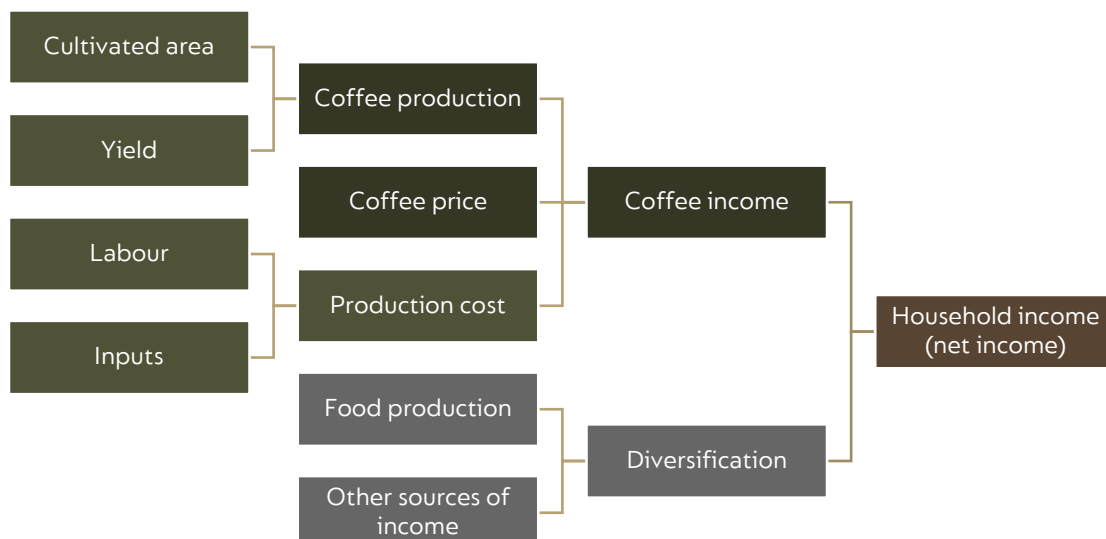 Cultivated area
Yield
Labour
Inputs
Coffee production
Coffee price
Production cost
Food production
Other sources of
income
Coffee income
Diversification
Household income
(net income)